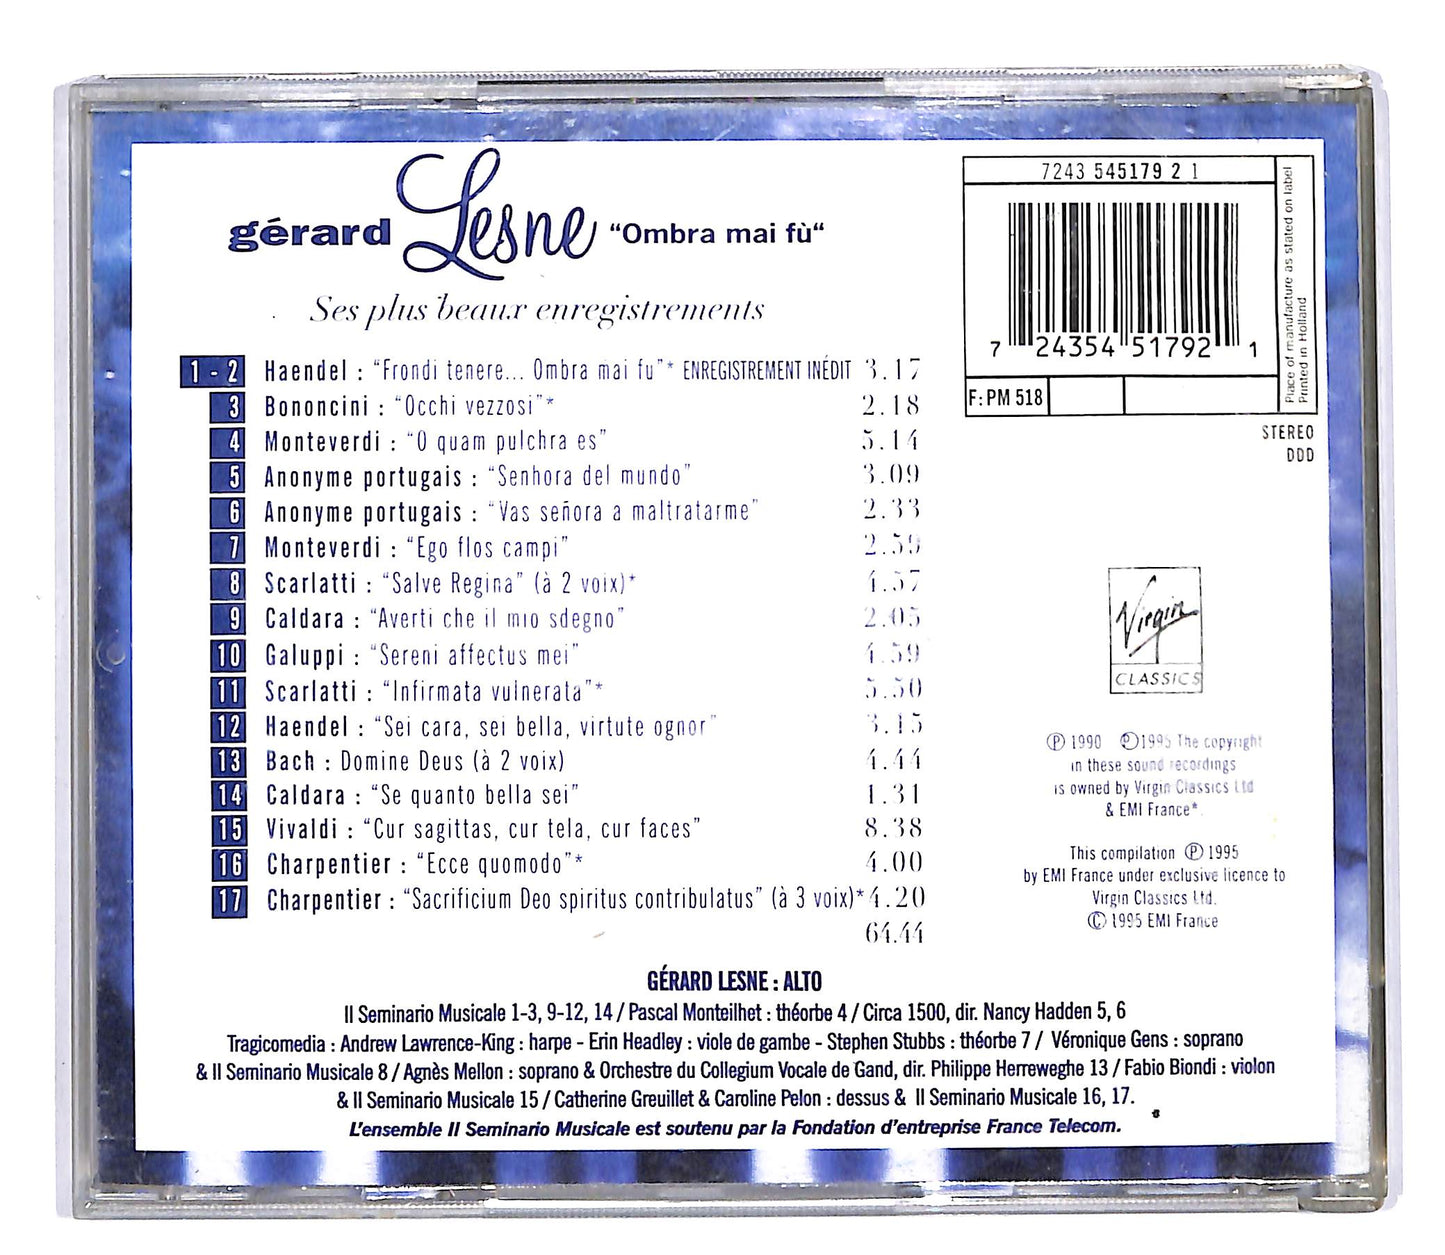 gérard Lesne "Ombra mai fù"
Ses plus beaux enregistrements
1 - 2 Haendel : "Frondi tenere... Ombra mai fu"* ENREGISTREMENT INÉDIT 3.17
3 Bononcini : "Occhi vezzosi"* 2.18
4 Monteverdi : "O quam pulchra es" 5.14
5 Anonyme portugais : "Senhora del mundo" 3.09
6 Anonyme portugais : "Vas señora a maltratarme" 2.33
7 Monteverdi : "Ego flos campi" 2.59
8 Scarlatti : "Salve Regina" (à 2 voix)* 4.57
9 Caldara : "Averti che il mio sdegno" 2.05
10 Galuppi : "Sereni affectus mei" 4.59
11 Scarlatti : "Infirmata vulnerata"* 5.50
12 Haendel : "Sei cara, sei bella, virtute ognor" 3.15
13 Bach : Domine Deus (à 2 voix) 4.44
14 Caldara : "Se quanto bella sei" 1.31
15 Vivaldi : "Cur sagittas, cur tela, cur faces" 8.38
16 Charpentier : "Ecce quomodo"* 4.00
17 Charpentier : "Sacrificium Deo spiritus contribulatus" (à 3 voix)* 4.20
64.44
7243 545179 2 1
7 24354 51792 1
Place of manufacture as stated on label
Printed in Holland
F: PM 518
STEREO
DDD
Virgin
CLASSICS
℗ 1990 ℗1995 The copyright
in these sound recordings
is owned by Virgin Classics Ltd
& EMI France*.
This compilation ℗ 1995
by EMI France under exclusive licence to
Virgin Classics Ltd.
© 1995 EMI France
GÉRARD LESNE : ALTO
Il Seminario Musicale 1-3, 9-12, 14 / Pascal Monteilhet : théorbe 4 / Circa 1500, dir. Nancy Hadden 5, 6
Tragicomedia : Andrew Lawrence-King : harpe - Erin Headley : viole de gambe - Stephen Stubbs : théorbe 7 / Véronique Gens : soprano
& Il Seminario Musicale 8 / Agnès Mellon : soprano & Orchestre du Collegium Vocale de Gand, dir. Philippe Herreweghe 13 / Fabio Biondi : violon
& Il Seminario Musicale 15 / Catherine Greuillet & Caroline Pelon : dessus & Il Seminario Musicale 16, 17.
L'ensemble Il Seminario Musicale est soutenu par la Fondation d'entreprise France Telecom.